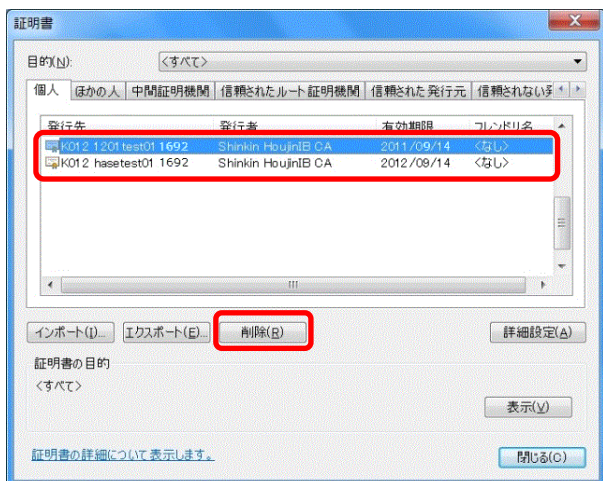 証明書
目的(N): <すべて>
個人 ほかの人 中間証明機関 信頼されたルート証明機関 信頼された発行元 信頼されない
発行先 発行者 有効期限 フレンドリ名
K012 1201 test01 1692 Shinkin HoujinIB CA 2011/09/14 <なし>
K012 hasetest01 1692 Shinkin HoujinIB CA 2012/09/14 <なし>
インポート(I)... エクスポート(E)... 削除(R) 詳細設定(A)
証明書の目的
<すべて>
表示(V)
証明書の詳細について表示します。
閉じる(C)